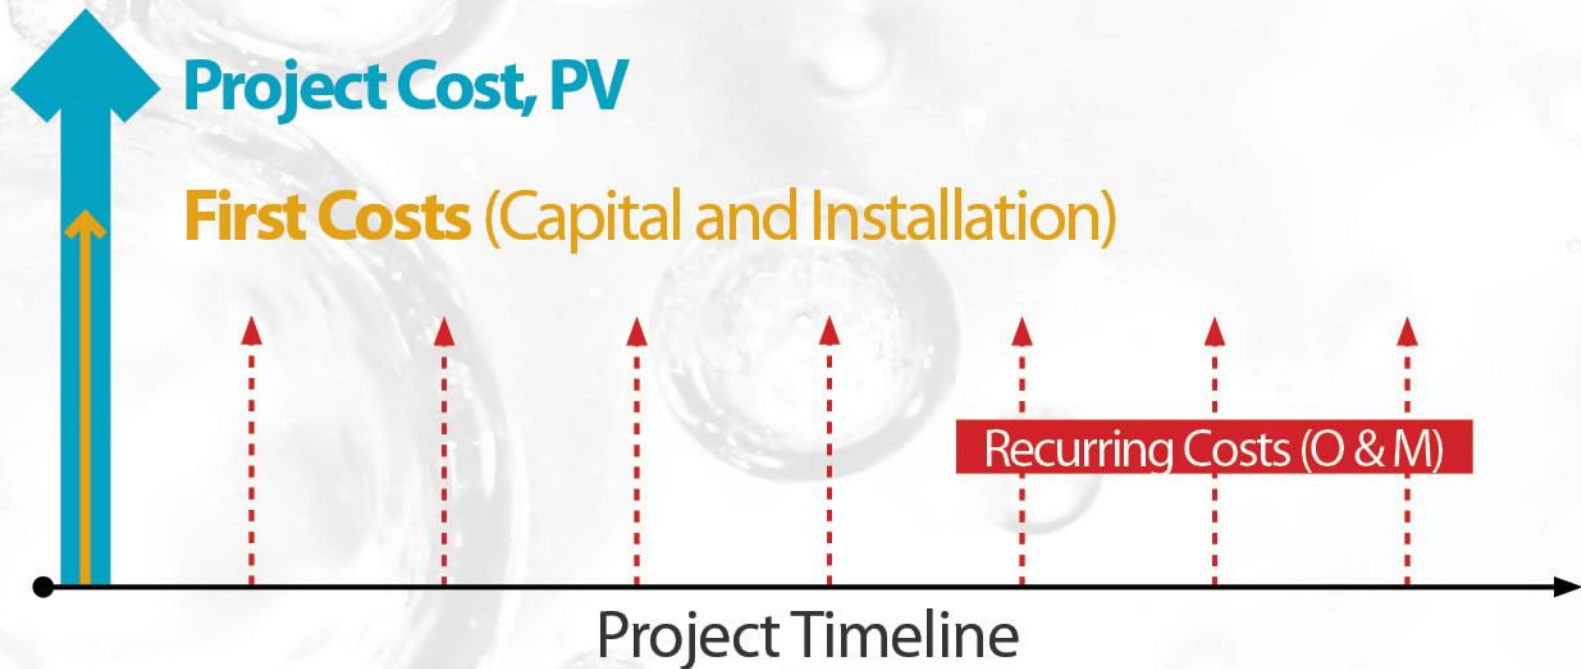 Project Cost, PV
First Costs (Capital and Installation)
Recurring Costs (O & M)
Project Timeline